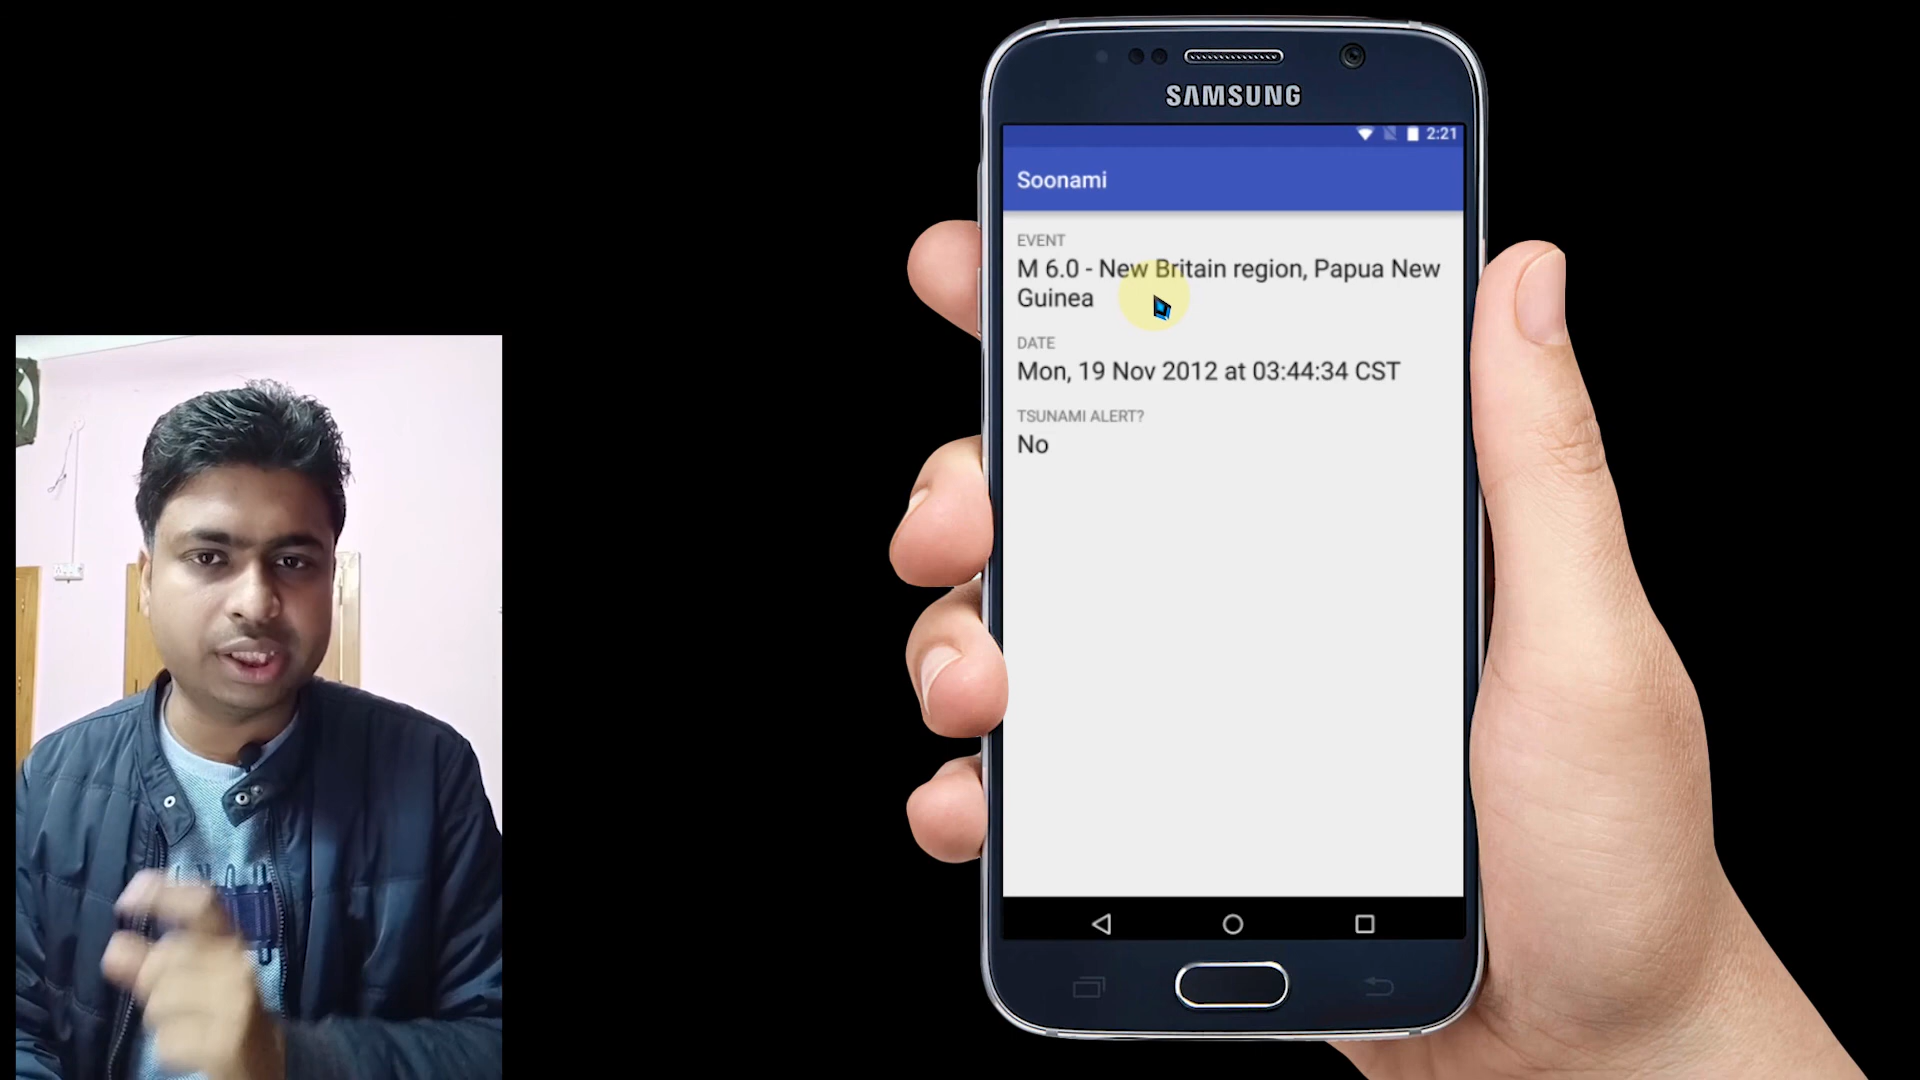 SAMSUNG
2:21
Soonami
EVENT
M 6.0 - New Britain region, Papua New
Guinea
DATE
Mon, 19 Nov 2012 at 03:44:34 CST
TSUNAMI ALERT?
No